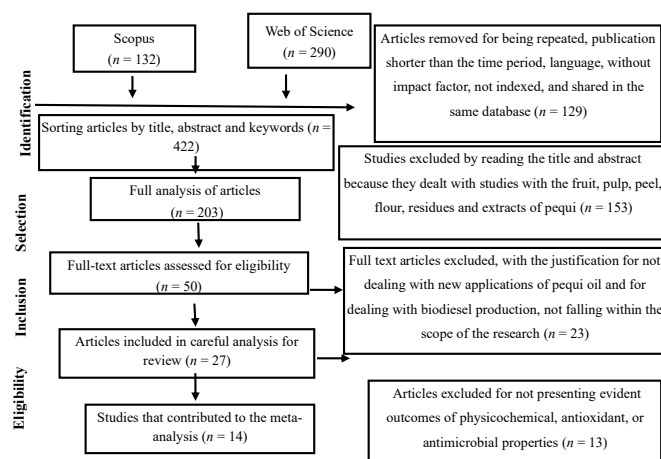 Scopus
(n = 132)
Web of Science
(n = 290)
Articles removed for being repeated, publication
shorter than the time period, language, without
impact factor, not indexed, and shared in the
same database (n = 129)
Identification
Sorting articles by title, abstract and keywords (n =
422)
Studies excluded by reading the title and abstract
because they dealt with studies with the fruit, pulp, peel,
flour, residues and extracts of pequi (n = 153)
Selection
Full analysis of articles
(n = 203)
Full-text articles assessed for eligibility
(n = 50)
Full text articles excluded, with the justification for not
dealing with new applications of pequi oil and for
dealing with biodiesel production, not falling within the
scope of the research (n = 23)
Inclusion
Articles included in careful analysis for
review (n = 27)
Eligibility
Studies that contributed to the meta-
analysis (n = 14)
Articles excluded for not presenting evident
outcomes of physicochemical, antioxidant, or
antimicrobial properties (n = 13)